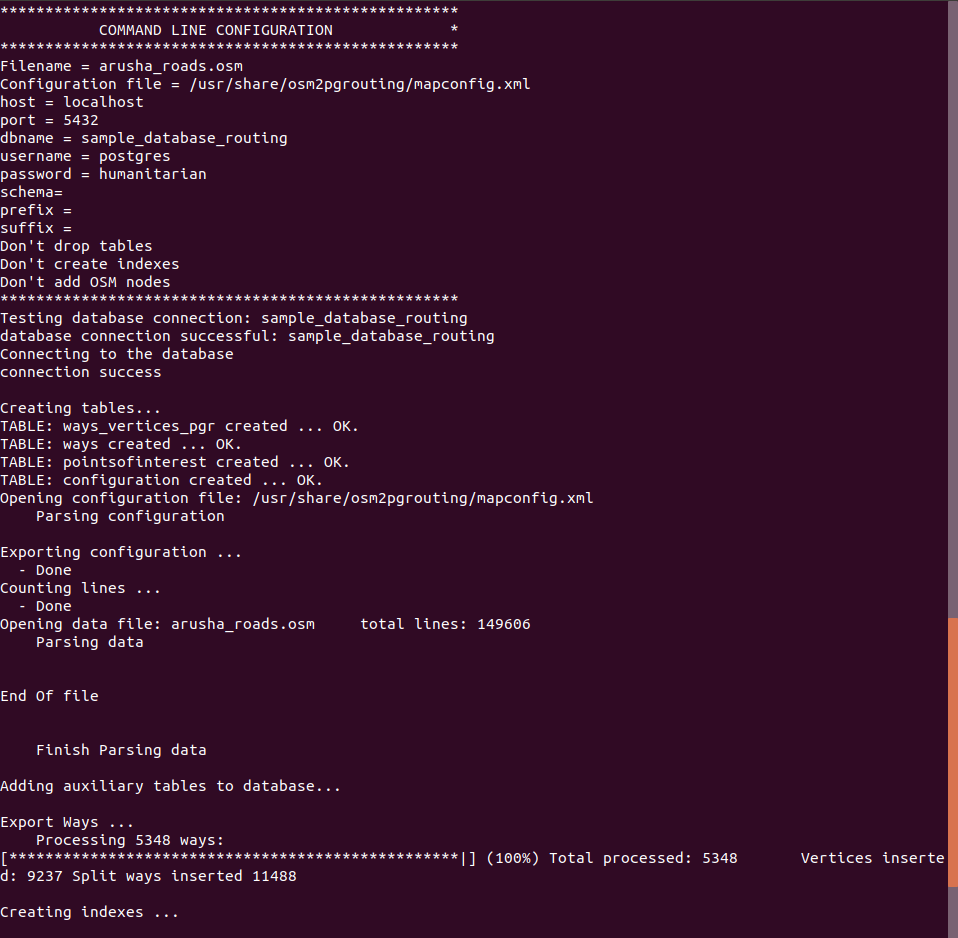 ***************************************************
           COMMAND LINE CONFIGURATION             *
***************************************************
Filename = arusha_roads.osm
Configuration file = /usr/share/osm2pgrouting/mapconfig.xml
host = localhost
port = 5432
dbname = sample_database_routing
username = postgres
password = humanitarian
schema=
prefix =
suffix =
Don't drop tables
Don't create indexes
Don't add OSM nodes
***************************************************
Testing database connection: sample_database_routing
database connection successful: sample_database_routing
Connecting to the database
connection success

Creating tables...
TABLE: ways_vertices_pgr created ... OK.
TABLE: ways created ... OK.
TABLE: pointsofinterest created ... OK.
TABLE: configuration created ... OK.
Opening configuration file: /usr/share/osm2pgrouting/mapconfig.xml
    Parsing configuration

Exporting configuration ...
  - Done
Counting lines ...
  - Done
Opening data file: arusha_roads.osm     total lines: 149606
    Parsing data


End Of file


    Finish Parsing data

Adding auxiliary tables to database...

Export Ways ...
    Processing 5348 ways:
[**************************************************|] (100%) Total processed: 5348       Vertices inserte
d: 9237 Split ways inserted 11488

Creating indexes ...